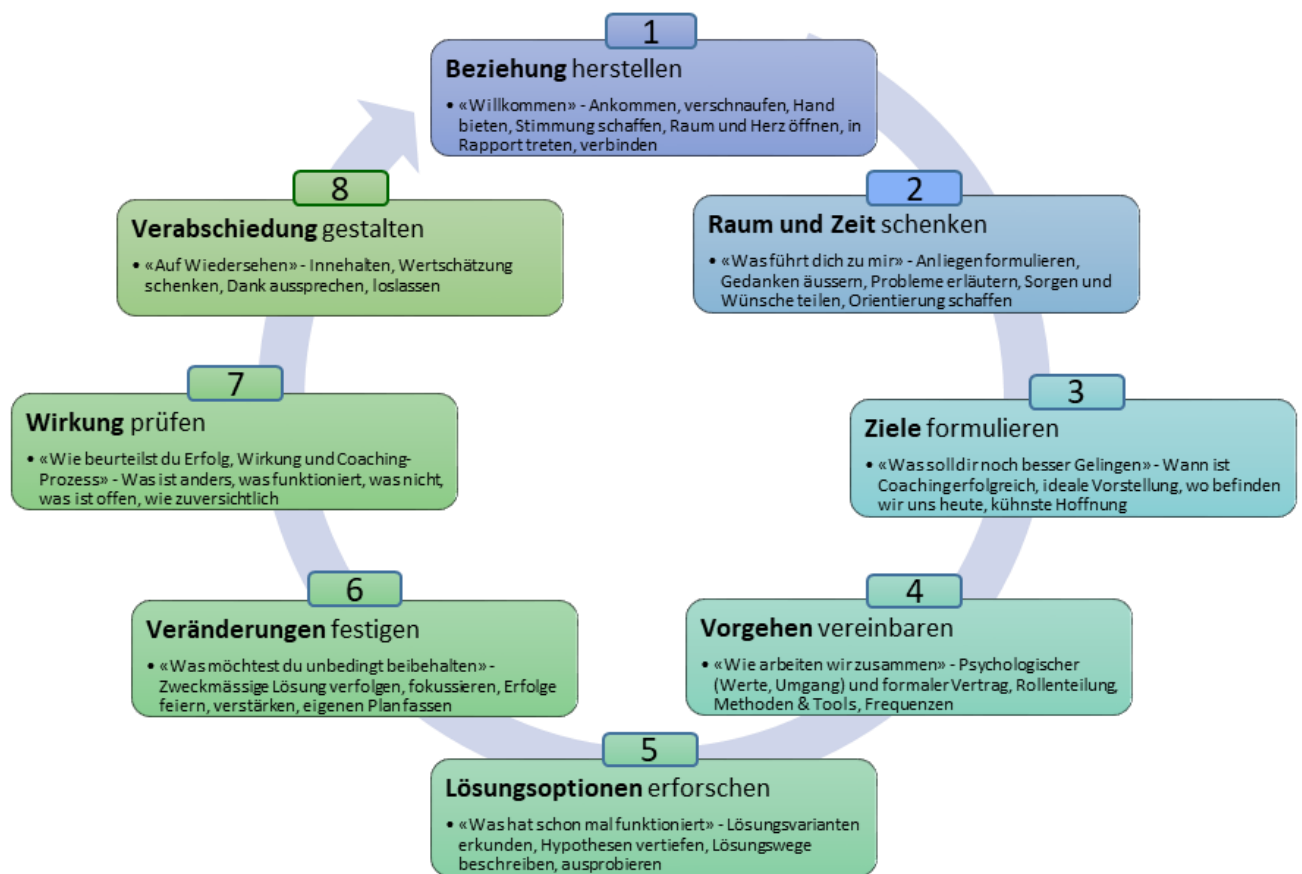 1
Beziehung herstellen
• «Willkommen» - Ankommen, verschnaufen, Hand
bieten, Stimmung schaffen, Raum und Herz öffnen, in
Rapport treten, verbinden
2
Raum und Zeit schenken
• «Was führt dich zu mir» - Anliegen formulieren,
Gedanken äussern, Probleme erläutern, Sorgen und
Wünsche teilen, Orientierung schaffen
3
Ziele formulieren
• «Was soll dir noch besser Gelingen» - Wann ist
Coaching erfolgreich, ideale Vorstellung, wo befinden
wir uns heute, kühnste Hoffnung
4
Vorgehen vereinbaren
• «Wie arbeiten wir zusammen» - Psychologischer
(Werte, Umgang) und formaler Vertrag, Rollenteilung,
Methoden & Tools, Frequenzen
5
Lösungsoptionen erforschen
• «Was hat schon mal funktioniert» - Lösungsvarianten
erkunden, Hypothesen vertiefen, Lösungswege
beschreiben, ausprobieren
6
Veränderungen festigen
• «Was möchtest du unbedingt beibehalten» -
Zweckmässige Lösung verfolgen, fokussieren, Erfolge
feiern, verstärken, eigenen Plan fassen
7
Wirkung prüfen
• «Wie beurteilst du Erfolg, Wirkung und Coaching-
Prozess» - Was ist anders, was funktioniert, was nicht,
was ist offen, wie zuversichtlich
8
Verabschiedung gestalten
• «Auf Wiedersehen» - Innehalten, Wertschätzung
schenken, Dank aussprechen, loslassen